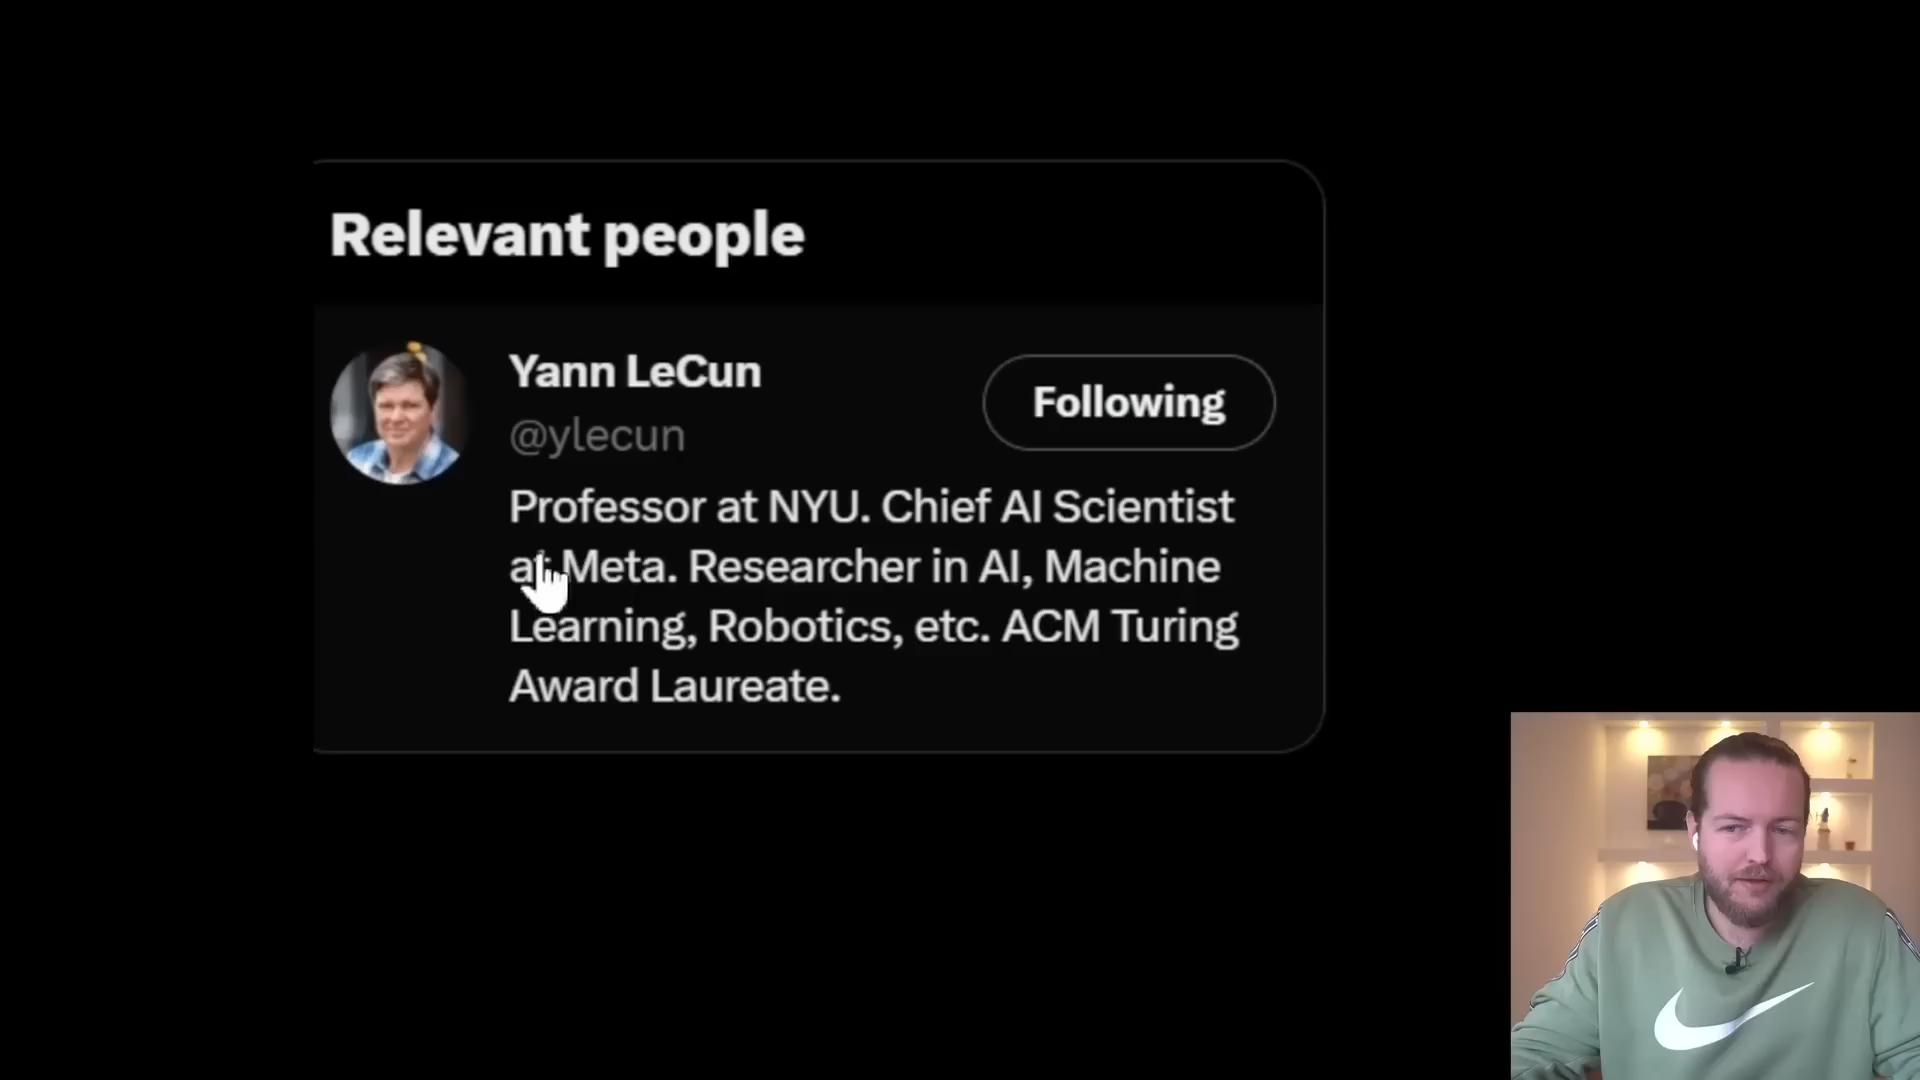 Relevant people
Yann LeCun
Following
@ylecun
Professor at NYU. Chief AI Scientist
at Meta. Researcher in AI, Machine
Learning, Robotics, etc. ACM Turing
Award Laureate.